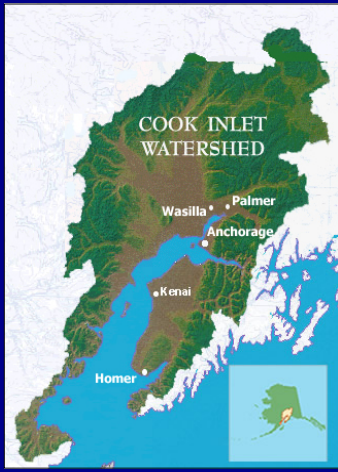 COOK INLET
WATERSHED
Wasilla
Palmer
Anchorage
Kenai
Homer